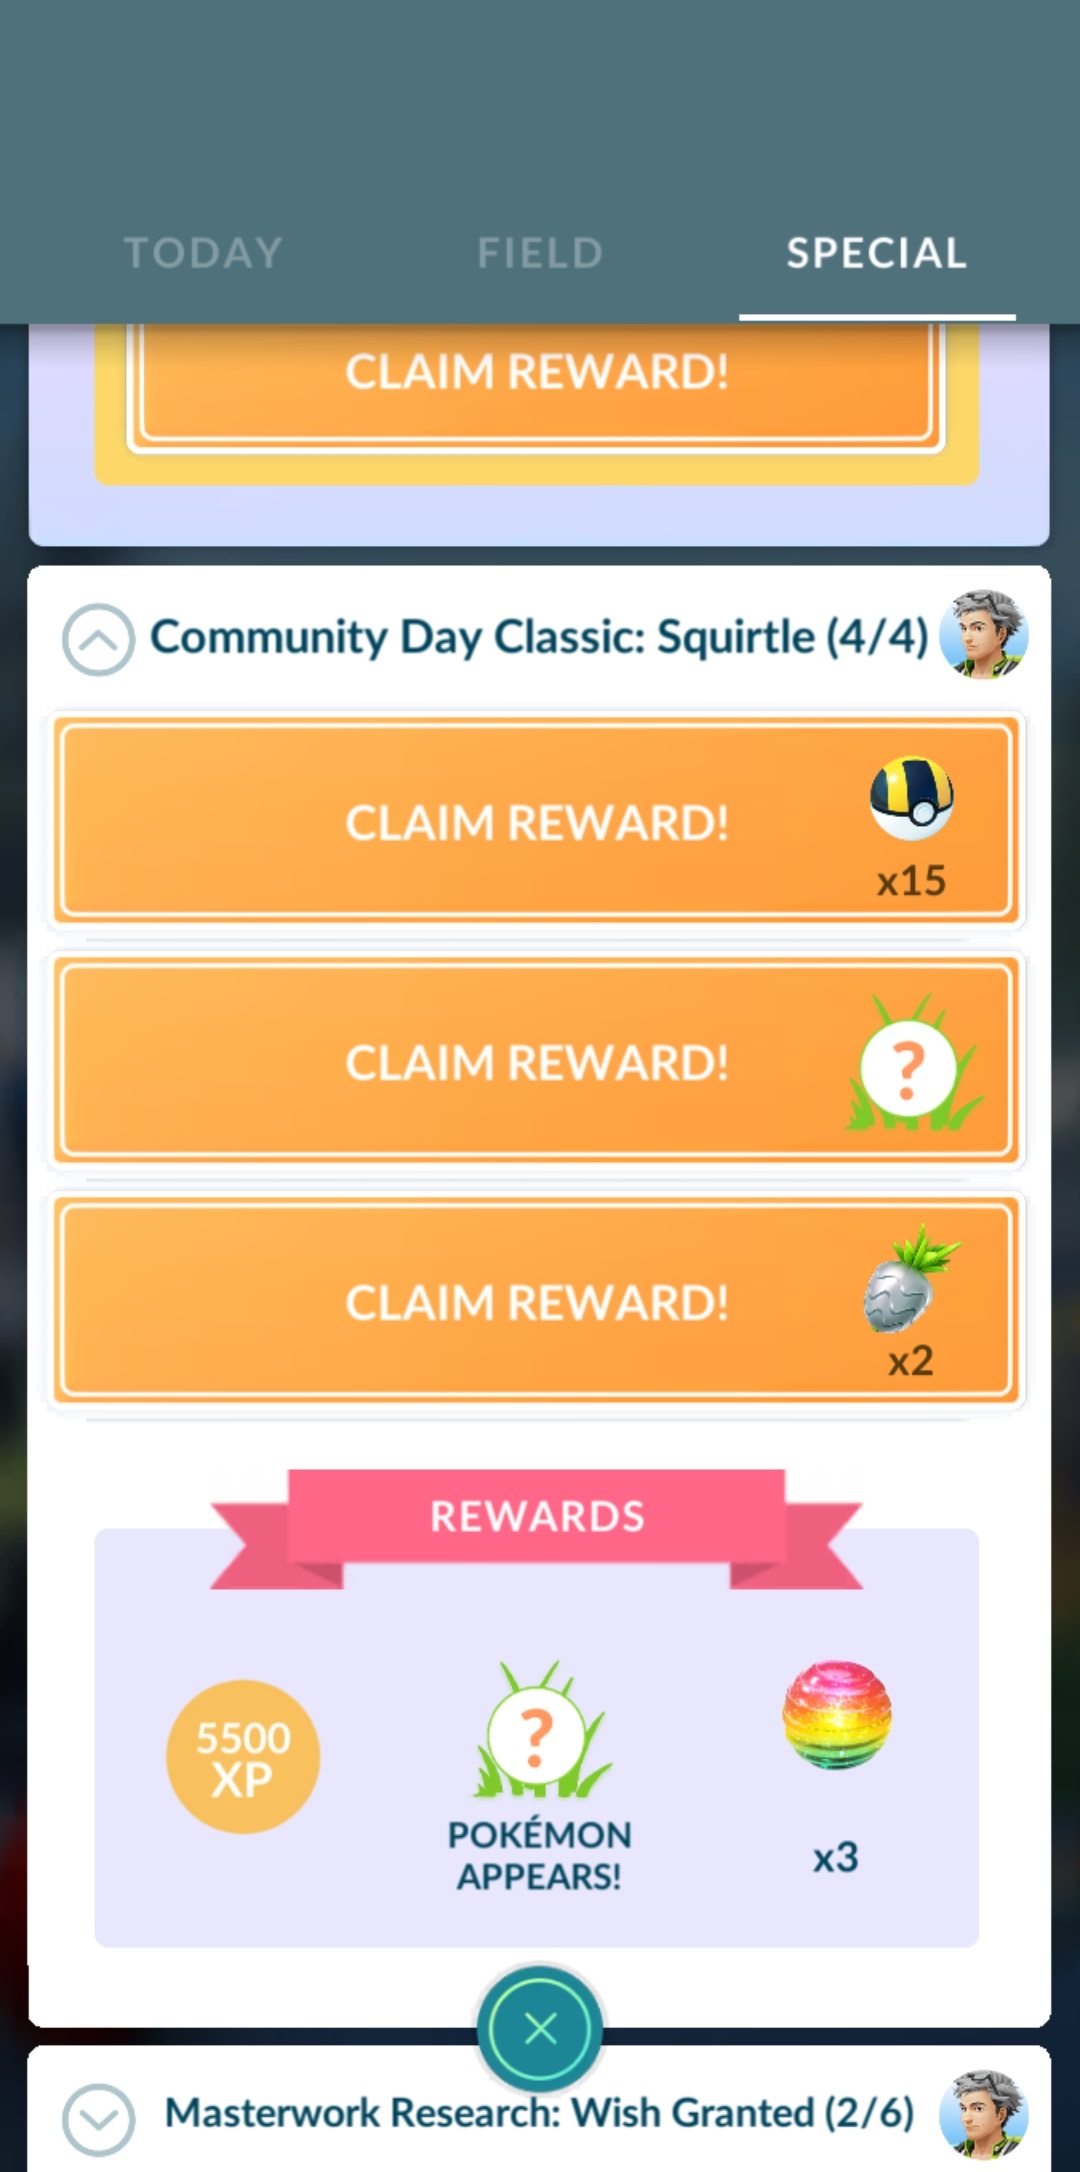 TODAY FIELD SPECIAL
CLAIM REWARD!
Community Day Classic: Squirtle (4/4)
CLAIM REWARD!
x15
CLAIM REWARD!
?
CLAIM REWARD!
x2
REWARDS
5500
XP
?
POKÉMON
APPEARS!
x3
Masterwork Research: Wish Granted (2/6)